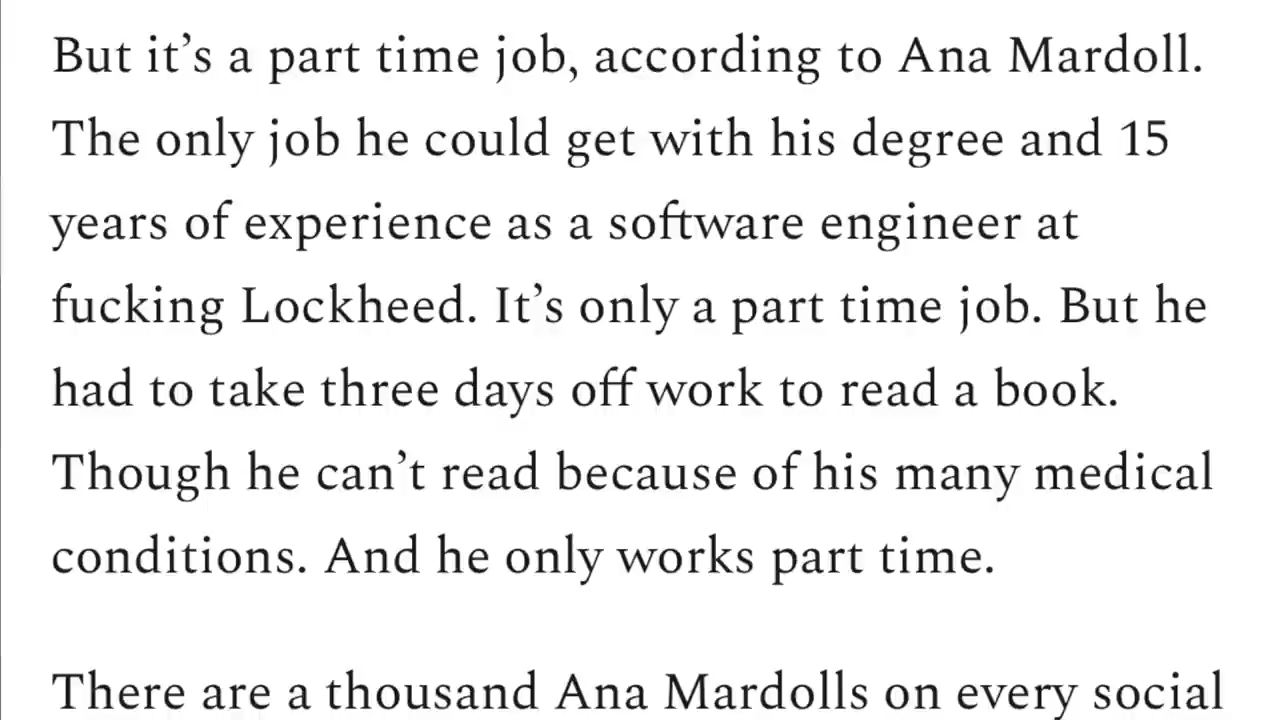 But it’s a part time job, according to Ana Mardoll.
The only job he could get with his degree and 15
years of experience as a software engineer at
fucking Lockheed. It’s only a part time job. But he
had to take three days off work to read a book.
Though he can’t read because of his many medical
conditions. And he only works part time.
There are a thousand Ana Mardolls on every social